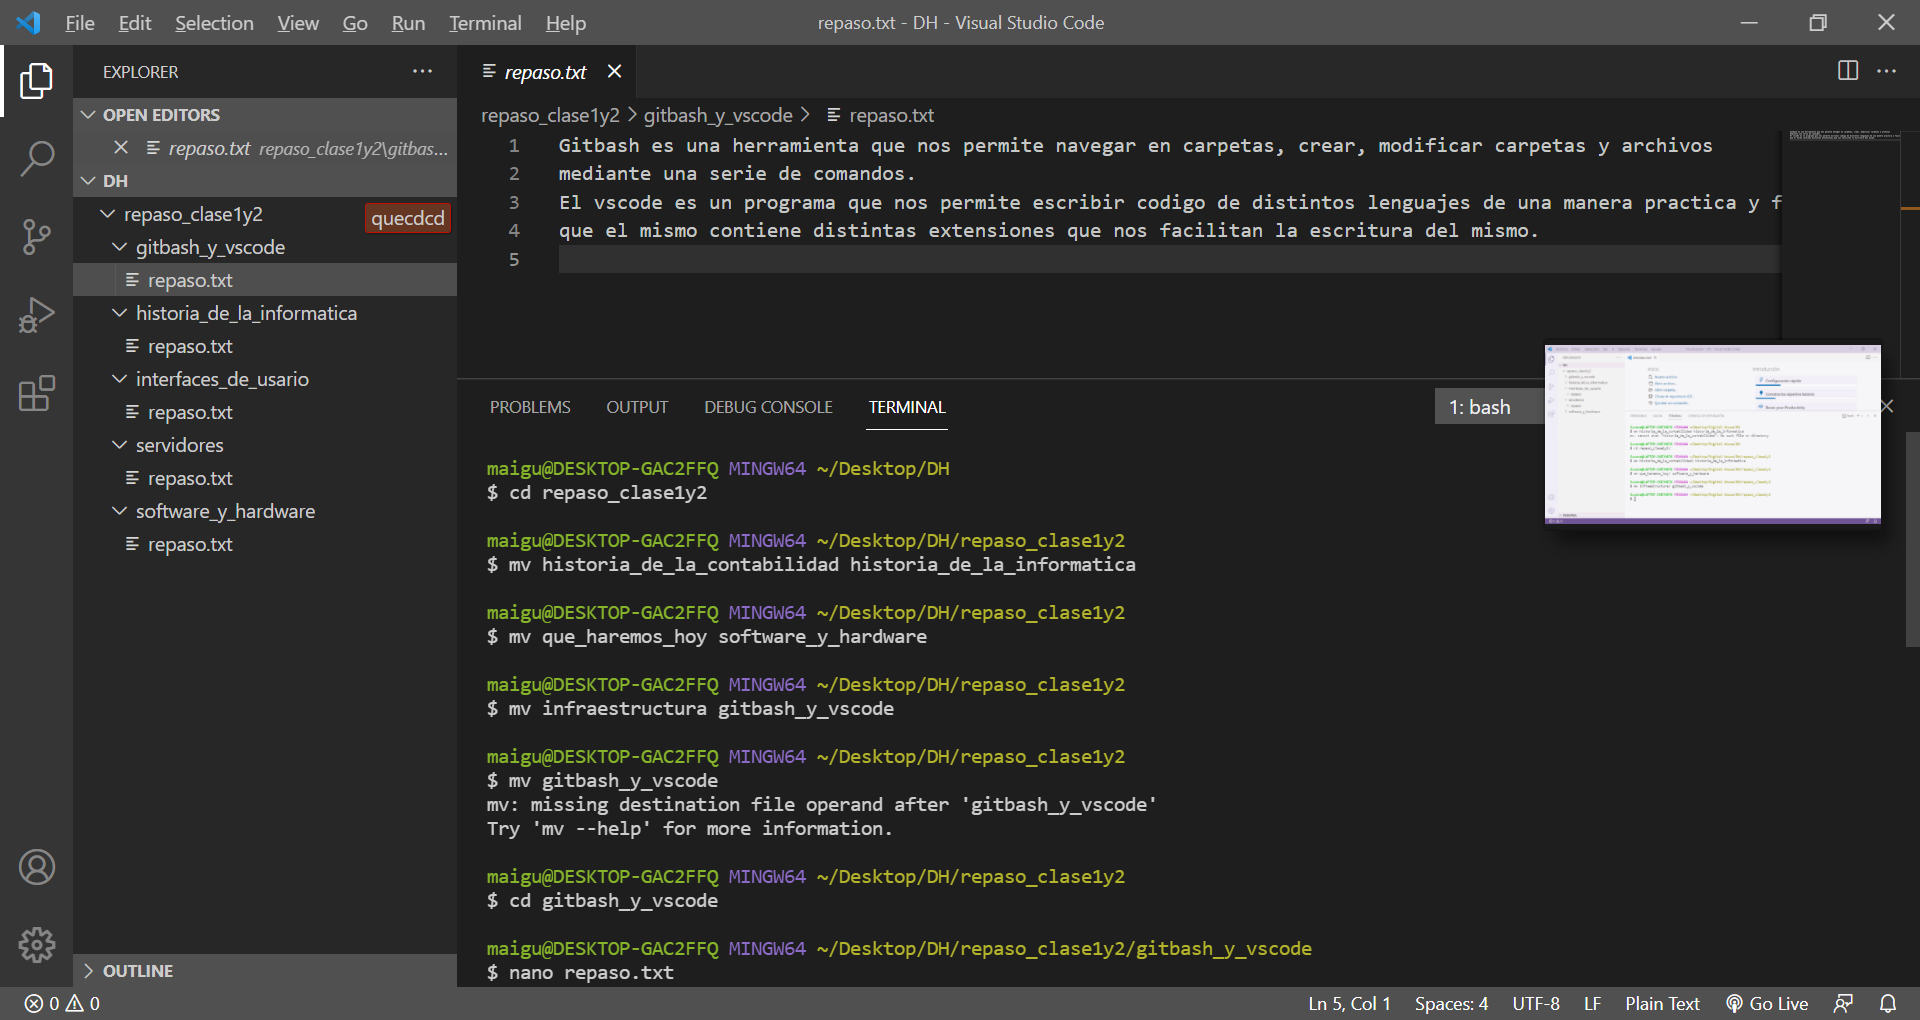 File Edit Selection View Go Run Terminal Help
repaso.txt - DH - Visual Studio Code
EXPLORER
OPEN EDITORS
repaso.txt repaso_clase1y2\gitbas...
DH
repaso_clase1y2
quecdcd
gitbash_y_vscode
repaso.txt
historia_de_la_informatica
repaso.txt
interfaces_de_usario
repaso.txt
servidores
repaso.txt
software_y_hardware
repaso.txt
OUTLINE
repaso.txt
repaso_clase1y2 > gitbash_y_vscode > repaso.txt
1 Gitbash es una herramienta que nos permite navegar en carpetas, crear, modificar carpetas y archivos
2 mediante una serie de comandos.
3 El vscode es un programa que nos permite escribir codigo de distintos lenguajes de una manera practica y f
4 que el mismo contiene distintas extensiones que nos facilitan la escritura del mismo.
5
PROBLEMS OUTPUT DEBUG CONSOLE TERMINAL
1: bash
maigu@DESKTOP-GAC2FFQ MINGW64 ~/Desktop/DH
$ cd repaso_clase1y2
maigu@DESKTOP-GAC2FFQ MINGW64 ~/Desktop/DH/repaso_clase1y2
$ mv historia_de_la_contabilidad historia_de_la_informatica
maigu@DESKTOP-GAC2FFQ MINGW64 ~/Desktop/DH/repaso_clase1y2
$ mv que_haremos_hoy software_y_hardware
maigu@DESKTOP-GAC2FFQ MINGW64 ~/Desktop/DH/repaso_clase1y2
$ mv infraestructura gitbash_y_vscode
maigu@DESKTOP-GAC2FFQ MINGW64 ~/Desktop/DH/repaso_clase1y2
$ mv gitbash_y_vscode
mv: missing destination file operand after 'gitbash_y_vscode'
Try 'mv --help' for more information.
maigu@DESKTOP-GAC2FFQ MINGW64 ~/Desktop/DH/repaso_clase1y2
$ cd gitbash_y_vscode
maigu@DESKTOP-GAC2FFQ MINGW64 ~/Desktop/DH/repaso_clase1y2/gitbash_y_vscode
$ nano repaso.txt
0 0
Ln 5, Col 1 Spaces: 4 UTF-8 LF Plain Text Go Live